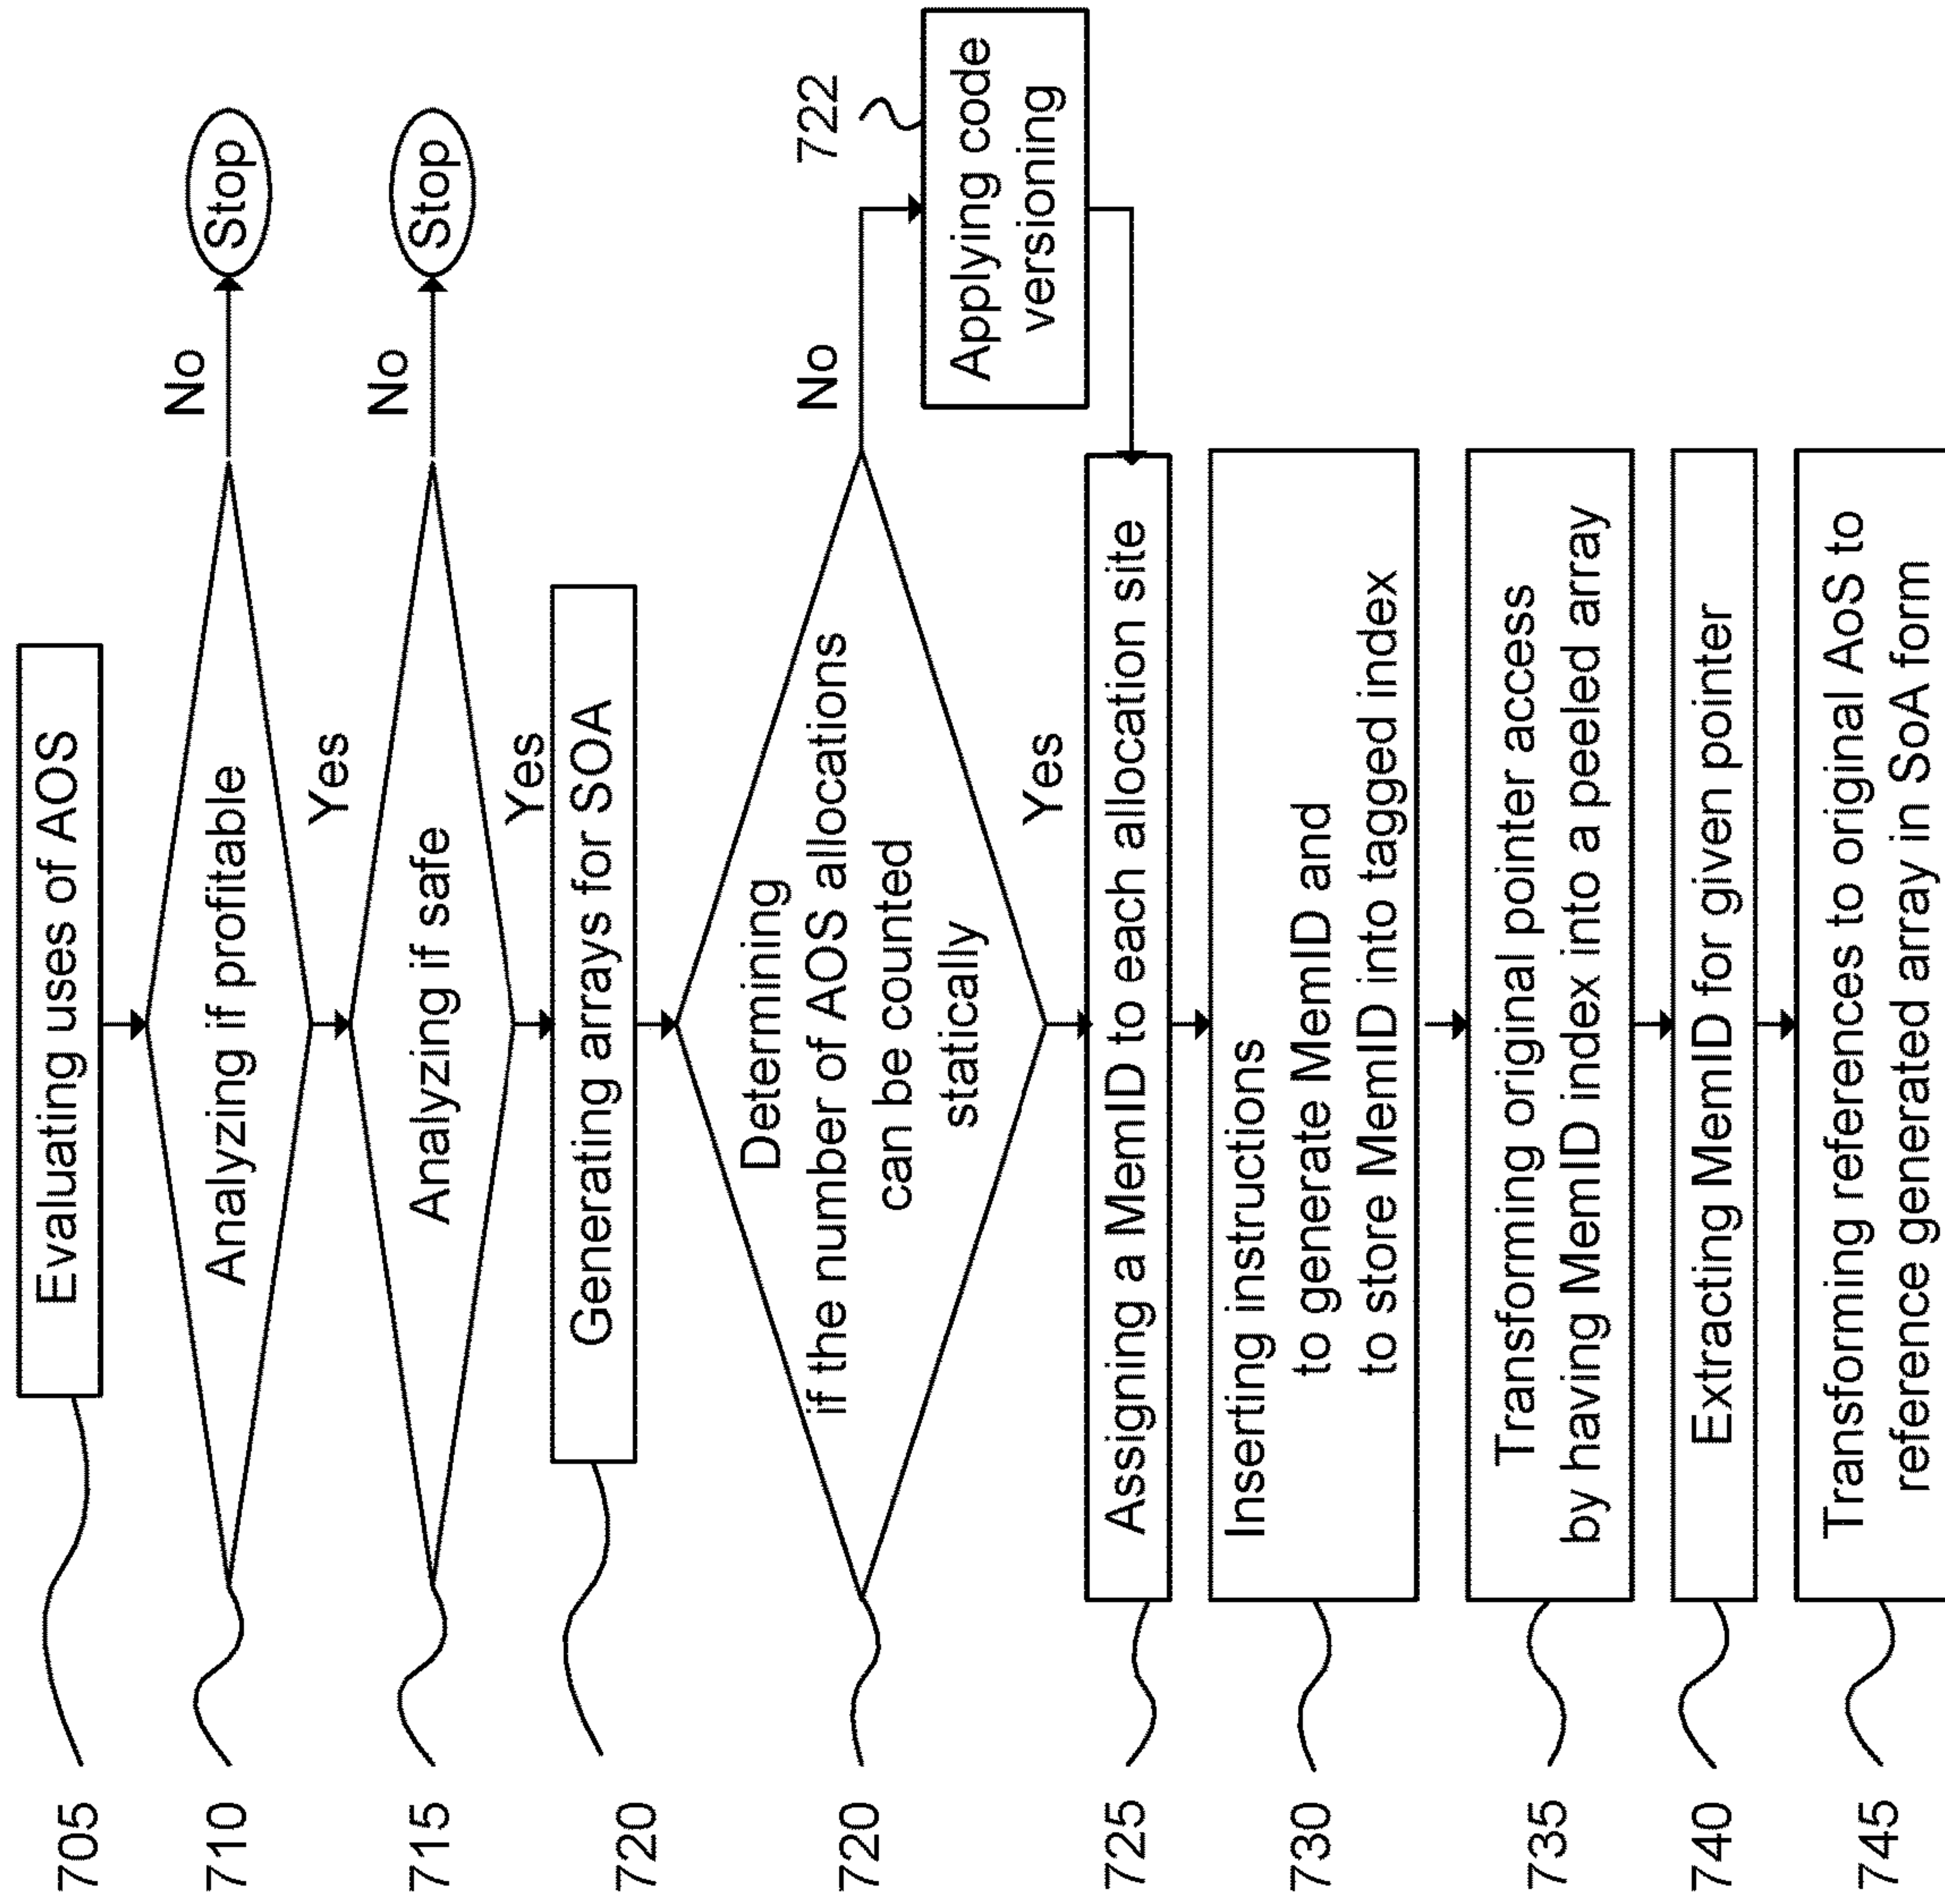 705
Evaluating uses of AOS
710
Analyzing if profitable
No
Stop
Yes
715
Analyzing if safe
No
Stop
Yes
720
Generating arrays for SOA
720
Determining
if the number of AOS allocations
can be counted
statically
No
722
Applying code
versioning
Yes
725
Assigning a MemID to each allocation site
730
Inserting instructions
to generate MemID and
to store MemID into tagged index
735
Transforming original pointer access
by having MemID index into a peeled array
740
Extracting MemID for given pointer
745
Transforming references to original AoS to
reference generated array in SoA form